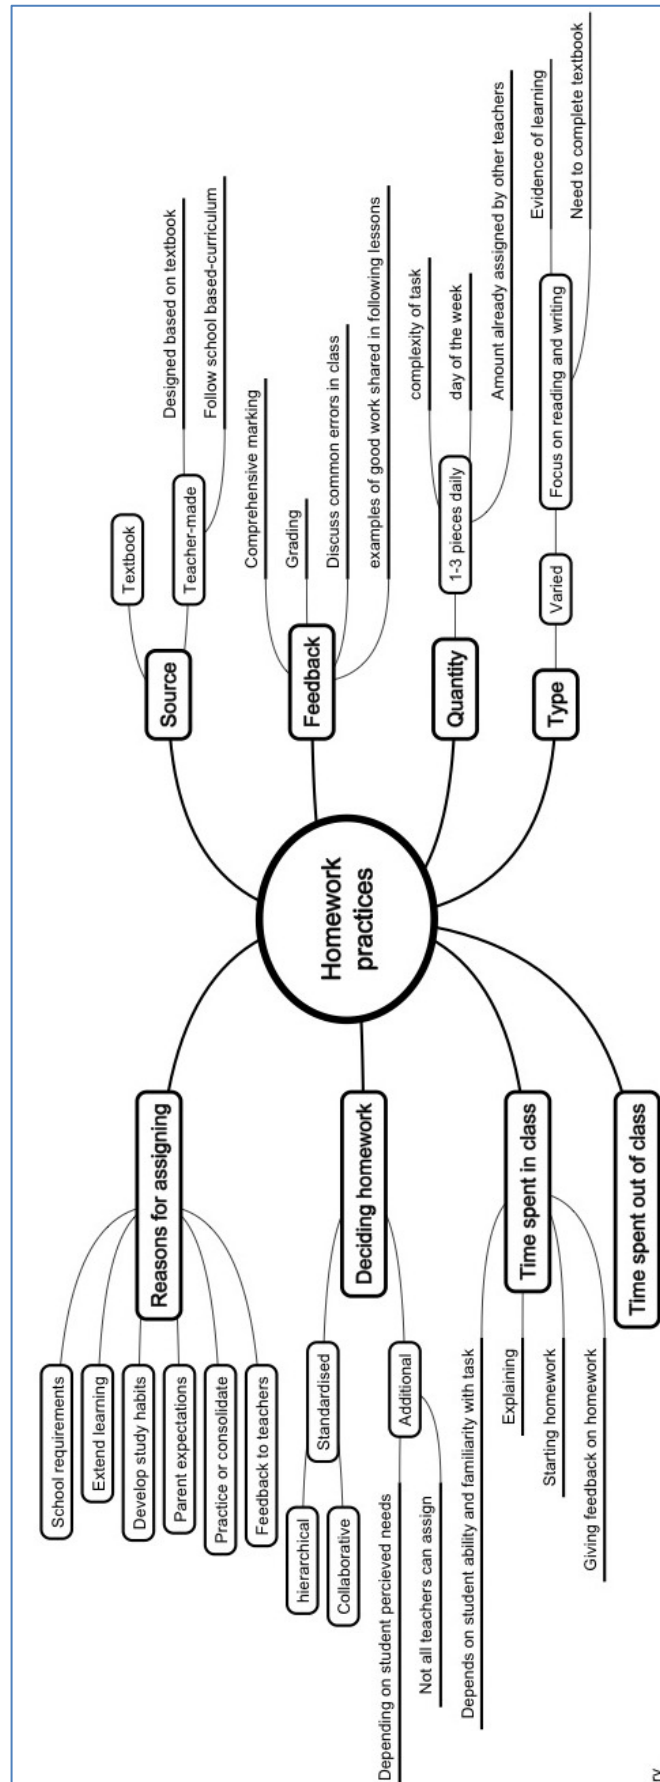 Homework
practices
Reasons for assigning
School requirements
Extend learning
Develop study habits
Parent expectations
Practice or consolidate
Feedback to teachers
Deciding homework
Standardised
hierarchical
Collaborative
Additional
Depending on student percieved needs
Not all teachers can assign
Time spent in class
Depends on student ability and familiarity with task
Explaining
Starting homework
Giving feedback on homework
Time spent out of class
Source
Textbook
Teacher-made
Designed based on textbook
Follow school based-curriculum
Feedback
Comprehensive marking
Grading
Discuss common errors in class
examples of good work shared in following lessons
Quantity
1-3 pieces daily
complexity of task
day of the week
Amount already assigned by other teachers
Type
Varied
Focus on reading and writing
Evidence of learning
Need to complete textbook